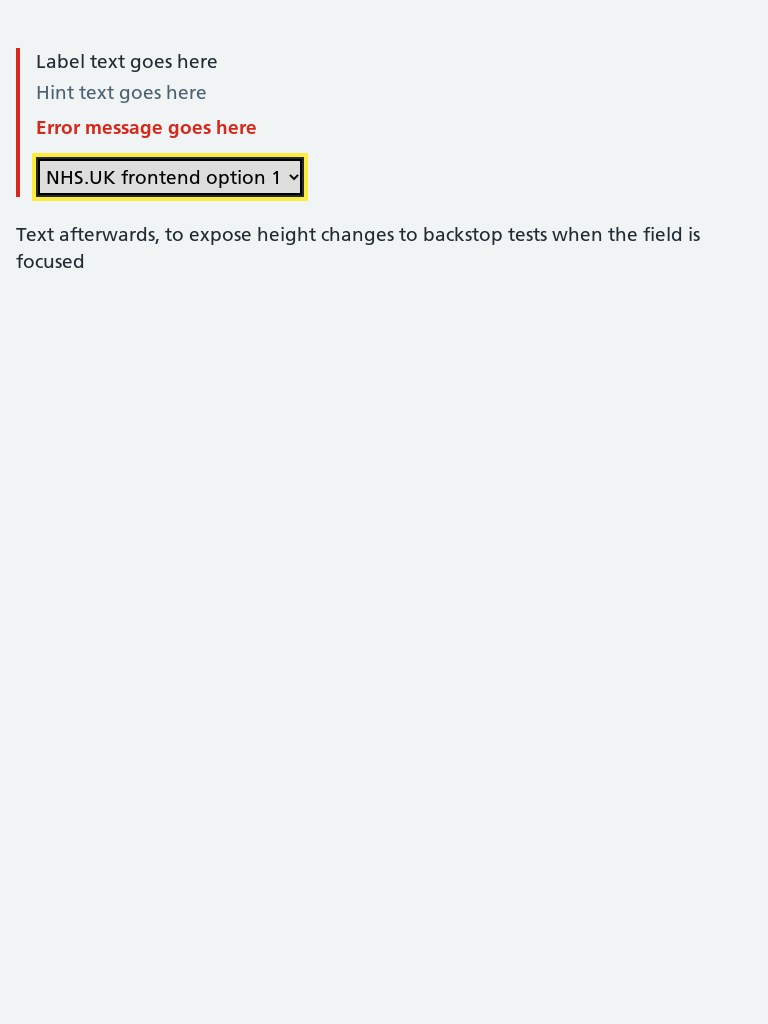 Label text goes here
Hint text goes here
Error message goes here
NHS.UK frontend option 1
Text afterwards, to expose height changes to backstop tests when the field is
focused